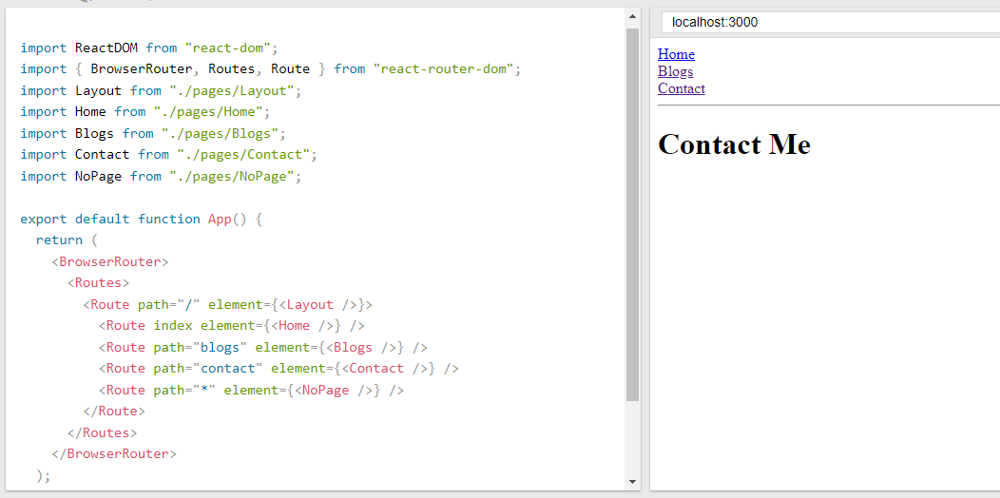 import ReactDOM from "react-dom";
import { BrowserRouter, Routes, Route } from "react-router-dom";
import Layout from "./pages/Layout";
import Home from "./pages/Home";
import Blogs from "./pages/Blogs";
import Contact from "./pages/Contact";
import NoPage from "./pages/NoPage";

export default function App() {
  return (
    <BrowserRouter>
      <Routes>
        <Route path="/" element={<Layout />}>
          <Route index element={<Home />} />
          <Route path="blogs" element={<Blogs />} />
          <Route path="contact" element={<Contact />} />
          <Route path="*" element={<NoPage />} />
        </Route>
      </Routes>
    </BrowserRouter>
  );
localhost:3000
Home
Blogs
Contact
Contact Me